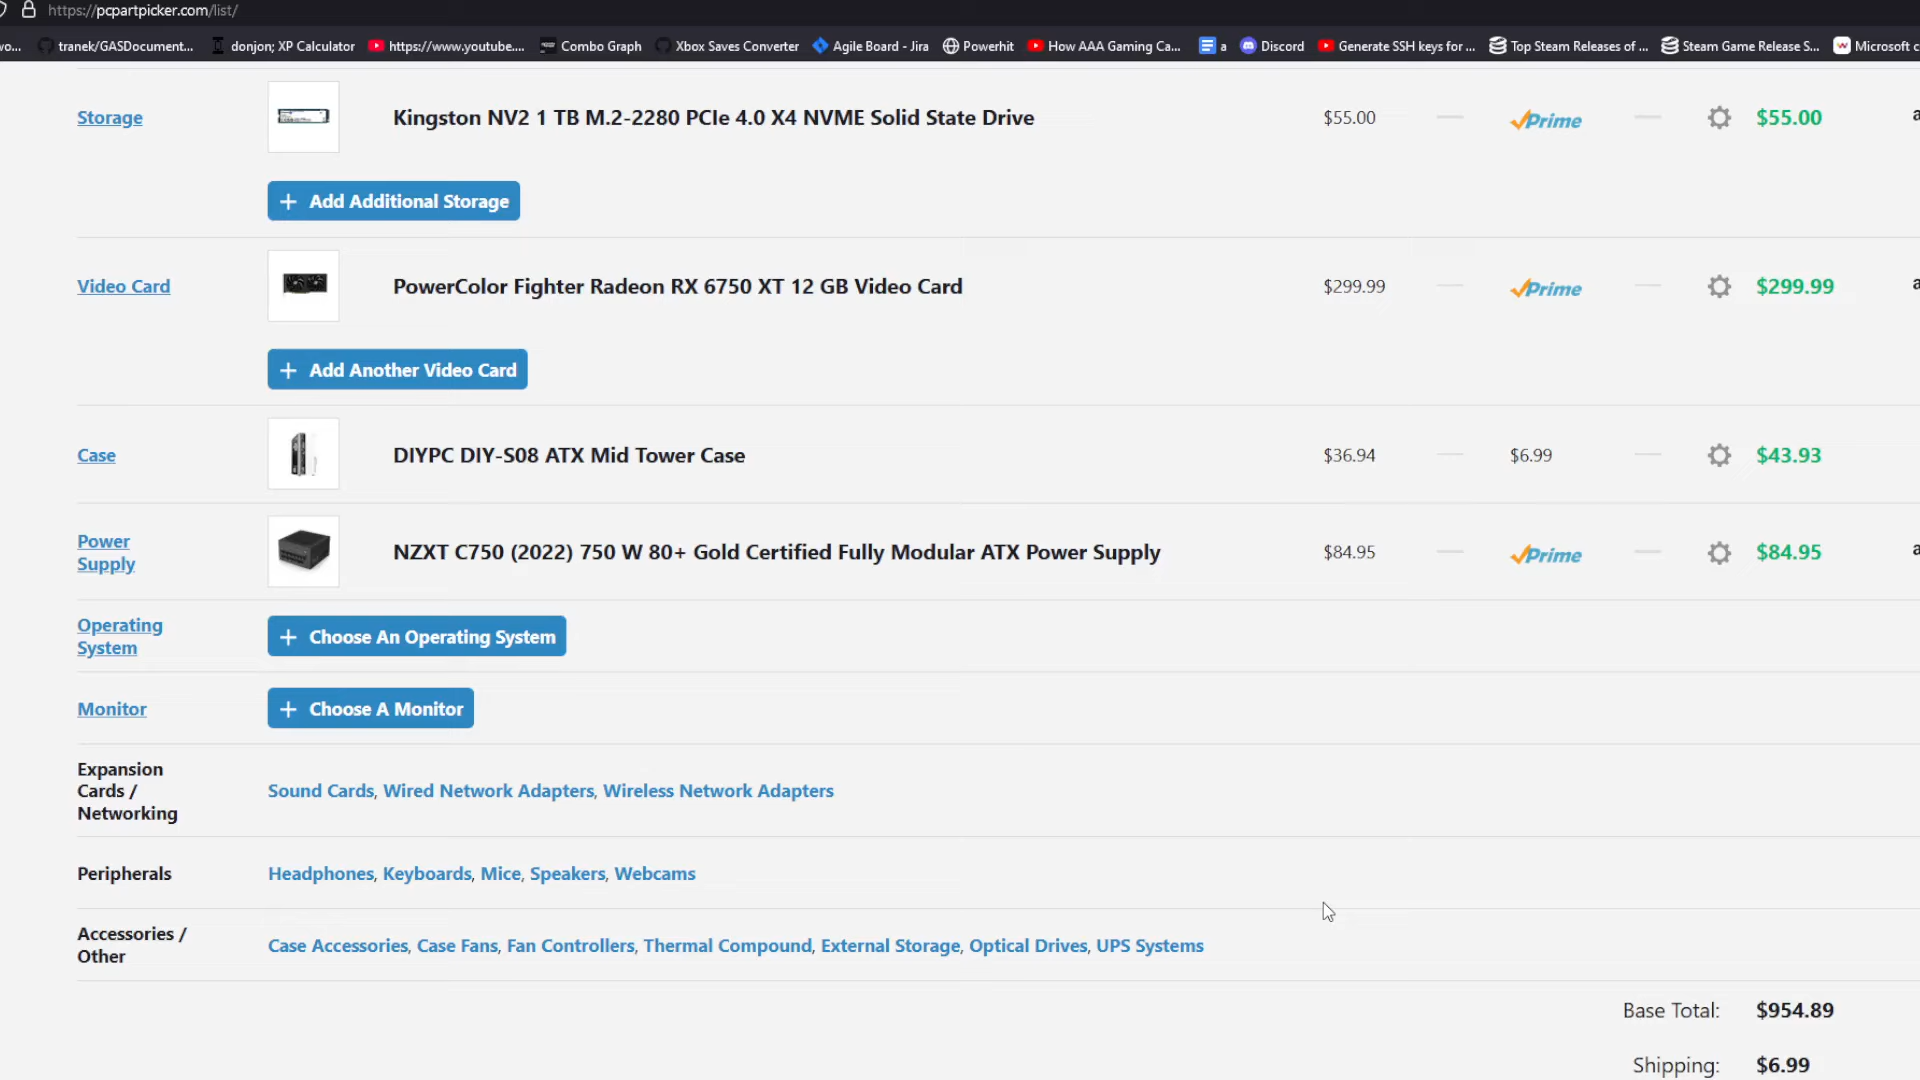 https://pcpartpicker.com/list/
wo... tranek/GASDocument... donjon; XP Calculator https://www.youtube.... Combo Graph Xbox Saves Converter Agile Board - Jira Powerhit How AAA Gaming Ca... a Discord Generate SSH keys for ... Top Steam Releases of ... Steam Game Release S... Microsoft c
Storage Kingston NV2 1 TB M.2-2280 PCIe 4.0 X4 NVME Solid State Drive $55.00 — Prime — $55.00 a
+ Add Additional Storage
Video Card PowerColor Fighter Radeon RX 6750 XT 12 GB Video Card $299.99 — Prime — $299.99 a
+ Add Another Video Card
Case DIYPC DIY-S08 ATX Mid Tower Case $36.94 — $6.99 — $43.93
Power
Supply
NZXT C750 (2022) 750 W 80+ Gold Certified Fully Modular ATX Power Supply $84.95 — Prime — $84.95 a
Operating
System
+ Choose An Operating System
Monitor + Choose A Monitor
Expansion
Cards /
Networking
Sound Cards, Wired Network Adapters, Wireless Network Adapters
Peripherals Headphones, Keyboards, Mice, Speakers, Webcams
Accessories /
Other
Case Accessories, Case Fans, Fan Controllers, Thermal Compound, External Storage, Optical Drives, UPS Systems
Base Total: $954.89
Shipping: $6.99